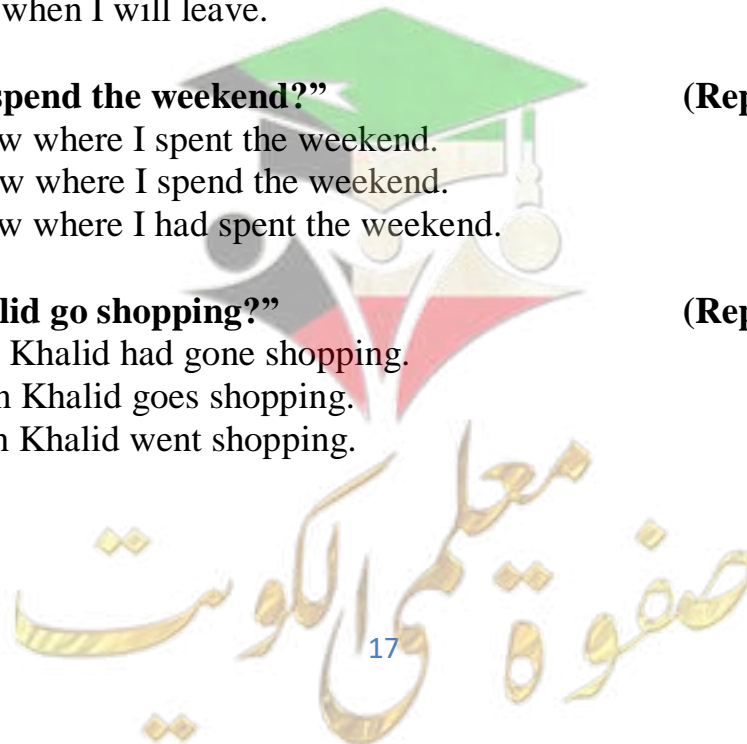 when I will leave.
spend the weekend?” (Rep
w where I spent the weekend.
w where I spend the weekend.
w where I had spent the weekend.
lid go shopping?” (Rep
Khalid had gone shopping.
n Khalid goes shopping.
n Khalid went shopping.
صفوة معلمى الكويت
17